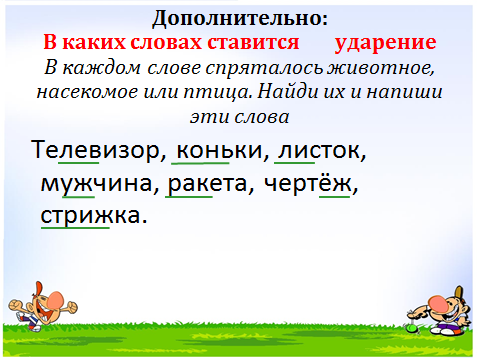 Дополнительно:
В каких словах ставится ударение
В каждом слове спряталось животное,
насекомое или птица. Найди их и напиши
эти слова
Телевизор, коньки, листок,
мужчина, ракета, чертёж,
стрижка.